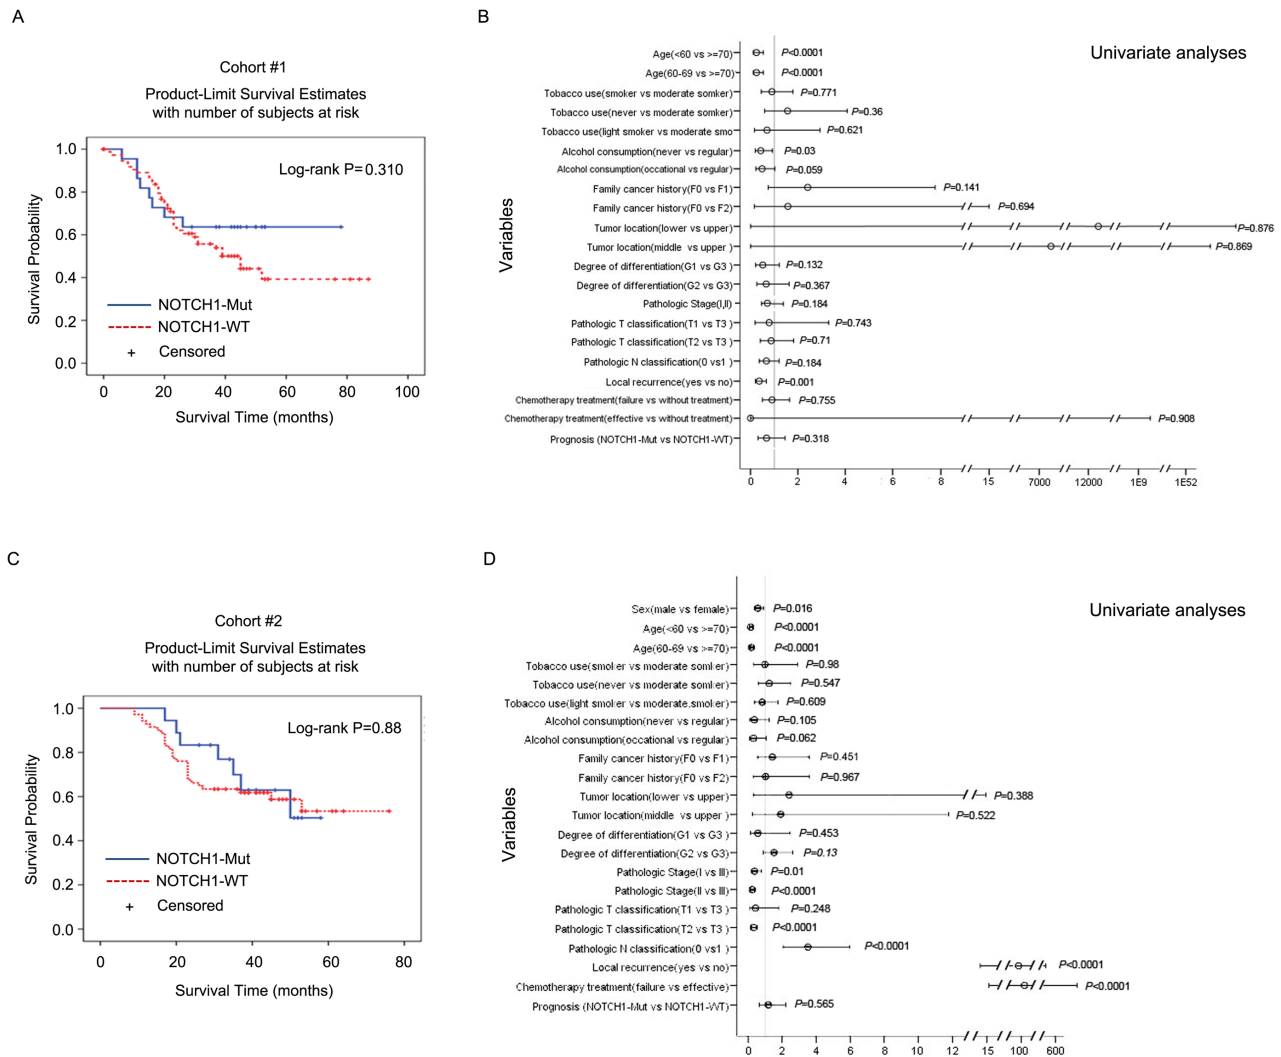 A
Cohort #1
Product-Limit Survival Estimates
with number of subjects at risk
Log-rank P=0.310
Survival Probability
1.0
0.8
0.6
0.4
0.2
0.0
NOTCH1-Mut
NOTCH1-WT
+ Censored
0 20 40 60 80 100
Survival Time (months)
B
Univariate analyses
Variables
Age(<60 vs >=70) P<0.0001
Age(60-69 vs >=70) P<0.0001
Tobacco use(smoker vs moderate somker) P=0.771
Tobacco use(never vs moderate somker) P=0.36
Tobacco use(light smoker vs moderate smo P=0.621
Alcohol consumption(never vs regular) P=0.03
Alcohol consumption(occational vs regular) P=0.059
Family cancer history(F0 vs F1) P=0.141
Family cancer history(F0 vs F2) P=0.694
Tumor location(lower vs upper) P=0.876
Tumor location(middle vs upper ) P=0.869
Degree of differentiation(G1 vs G3 ) P=0.132
Degree of differentiation(G2 vs G3) P=0.367
Pathologic Stage(I,II) P=0.184
Pathologic T classification(T1 vs T3 ) P=0.743
Pathologic T classification(T2 vs T3 ) P=0.71
Pathologic N classification(0 vs1 ) P=0.184
Local recurrence(yes vs no) P=0.001
Chemotherapy treatment(failure vs without treatment) P=0.755
Chemotherapy treatment(effective vs without treatment) P=0.908
Prognosis (NOTCH1-Mut vs NOTCH1-WT) P=0.318
0 2 4 6 8 15 7000 12000 1E9 1E52
C
Cohort #2
Product-Limit Survival Estimates
with number of subjects at risk
Log-rank P=0.88
Survival Probability
1.0
0.8
0.6
0.4
0.2
0.0
NOTCH1-Mut
NOTCH1-WT
+ Censored
0 20 40 60 80
Survival Time (months)
D
Univariate analyses
Variables
Sex(male vs female) P=0.016
Age(<60 vs >=70) P<0.0001
Age(60-69 vs >=70) P<0.0001
Tobacco use(smoker vs moderate somker) P=0.98
Tobacco use(never vs moderate somker) P=0.547
Tobacco use(light smoker vs moderate,smoker) P=0.609
Alcohol consumption(never vs regular) P=0.105
Alcohol consumption(occational vs regular) P=0.062
Family cancer history(F0 vs F1) P=0.451
Family cancer history(F0 vs F2) P=0.967
Tumor location(lower vs upper) P=0.388
Tumor location(middle vs upper ) P=0.522
Degree of differentiation(G1 vs G3 ) P=0.453
Degree of differentiation(G2 vs G3) P=0.13
Pathologic Stage(I vs III) P=0.01
Pathologic Stage(II vs III) P<0.0001
Pathologic T classification(T1 vs T3 ) P=0.248
Pathologic T classification(T2 vs T3 ) P<0.0001
Pathologic N classification(0 vs1 ) P<0.0001
Local recurrence(yes vs no) P<0.0001
Chemotherapy treatment(failure vs effective) P<0.0001
Prognosis (NOTCH1-Mut vs NOTCH1-WT) P=0.565
0 2 4 6 8 10 12 15 100 600